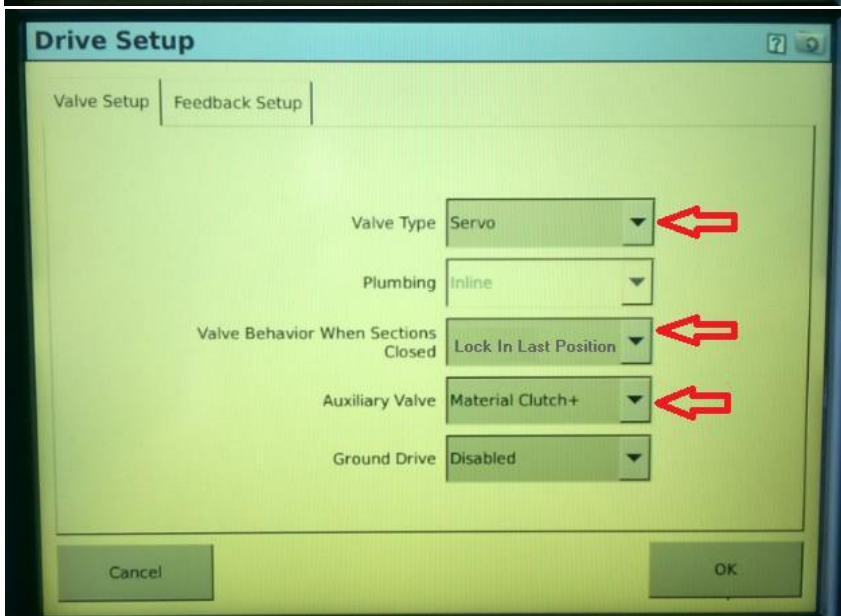 Drive Setup
?
Valve Setup
Feedback Setup
Valve Type
Servo
Plumbing
Inline
Valve Behavior When Sections
Closed
Lock In Last Position
Auxiliary Valve
Material Clutch+
Ground Drive
Disabled
Cancel
OK